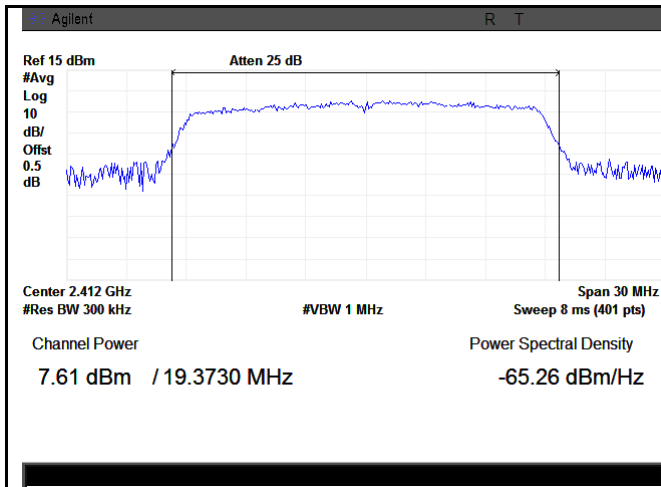 Agilent R T
Ref 15 dBm Atten 25 dB
#Avg
Log
10
dB/
Offst
0.5
dB
Center 2.412 GHz Span 30 MHz
#Res BW 300 kHz #VBW 1 MHz Sweep 8 ms (401 pts)
Channel Power Power Spectral Density
7.61 dBm / 19.3730 MHz -65.26 dBm/Hz